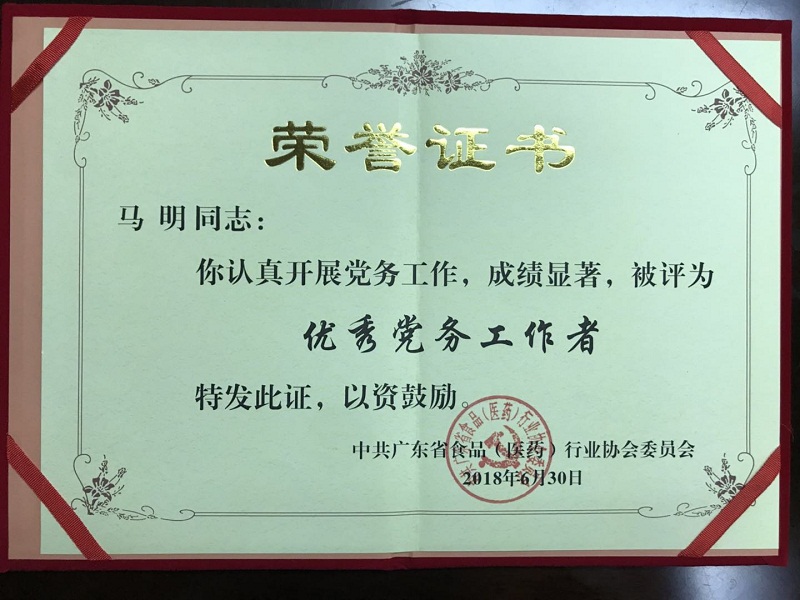 荣誉证书
马 明同志：
你认真开展党务工作，成绩显著，被评为
优秀党务工作者
特发此证，以资鼓励。
中共广东省食品（医药）行业协会委员会
2018年6月30日